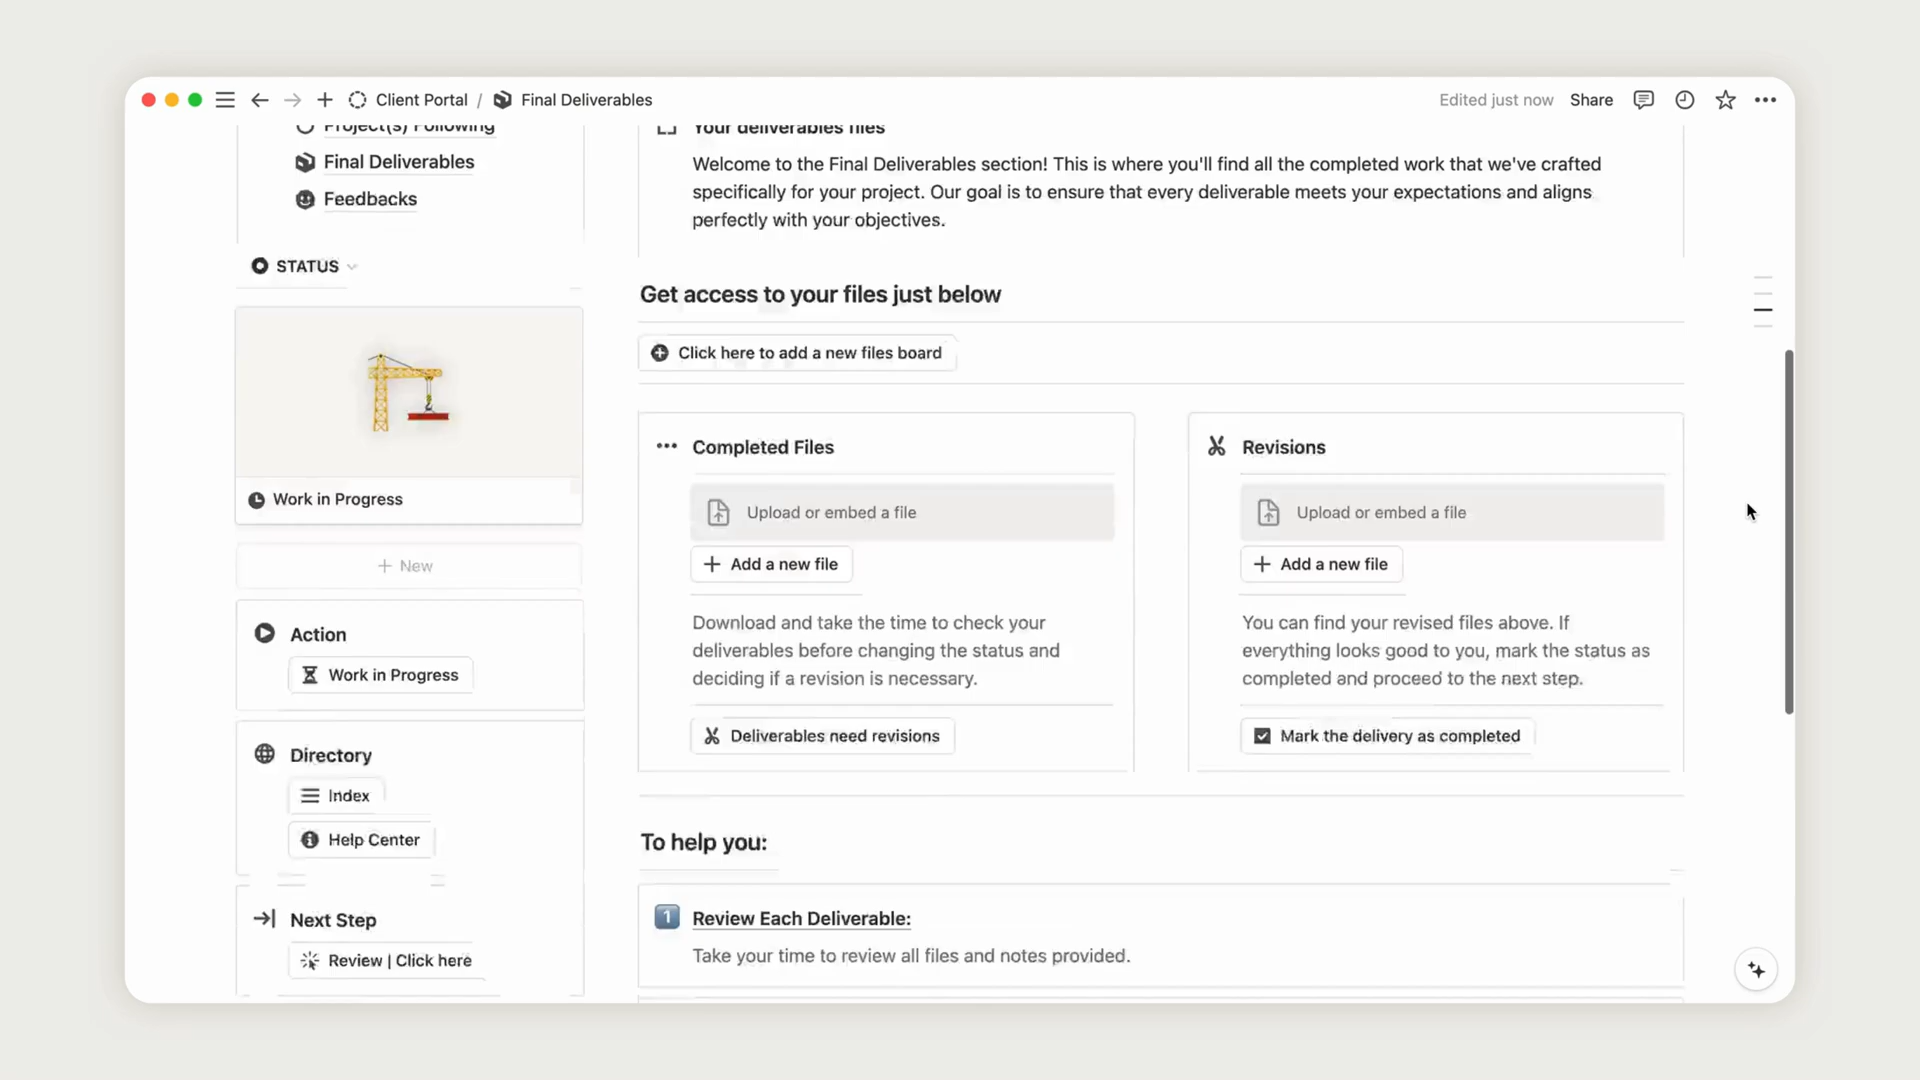 Client Portal / Final Deliverables
Edited just now
Share
Project(s) Following
Final Deliverables
Feedbacks
STATUS
Work in Progress
+ New
Action
Work in Progress
Directory
Index
Help Center
Next Step
Review | Click here
Your deliverables files
Welcome to the Final Deliverables section! This is where you'll find all the completed work that we've crafted
specifically for your project. Our goal is to ensure that every deliverable meets your expectations and aligns
perfectly with your objectives.
Get access to your files just below
Click here to add a new files board
Completed Files
Upload or embed a file
Add a new file
Download and take the time to check your
deliverables before changing the status and
deciding if a revision is necessary.
Deliverables need revisions
Revisions
Upload or embed a file
Add a new file
You can find your revised files above. If
everything looks good to you, mark the status as
completed and proceed to the next step.
Mark the delivery as completed
To help you:
1 Review Each Deliverable:
Take your time to review all files and notes provided.